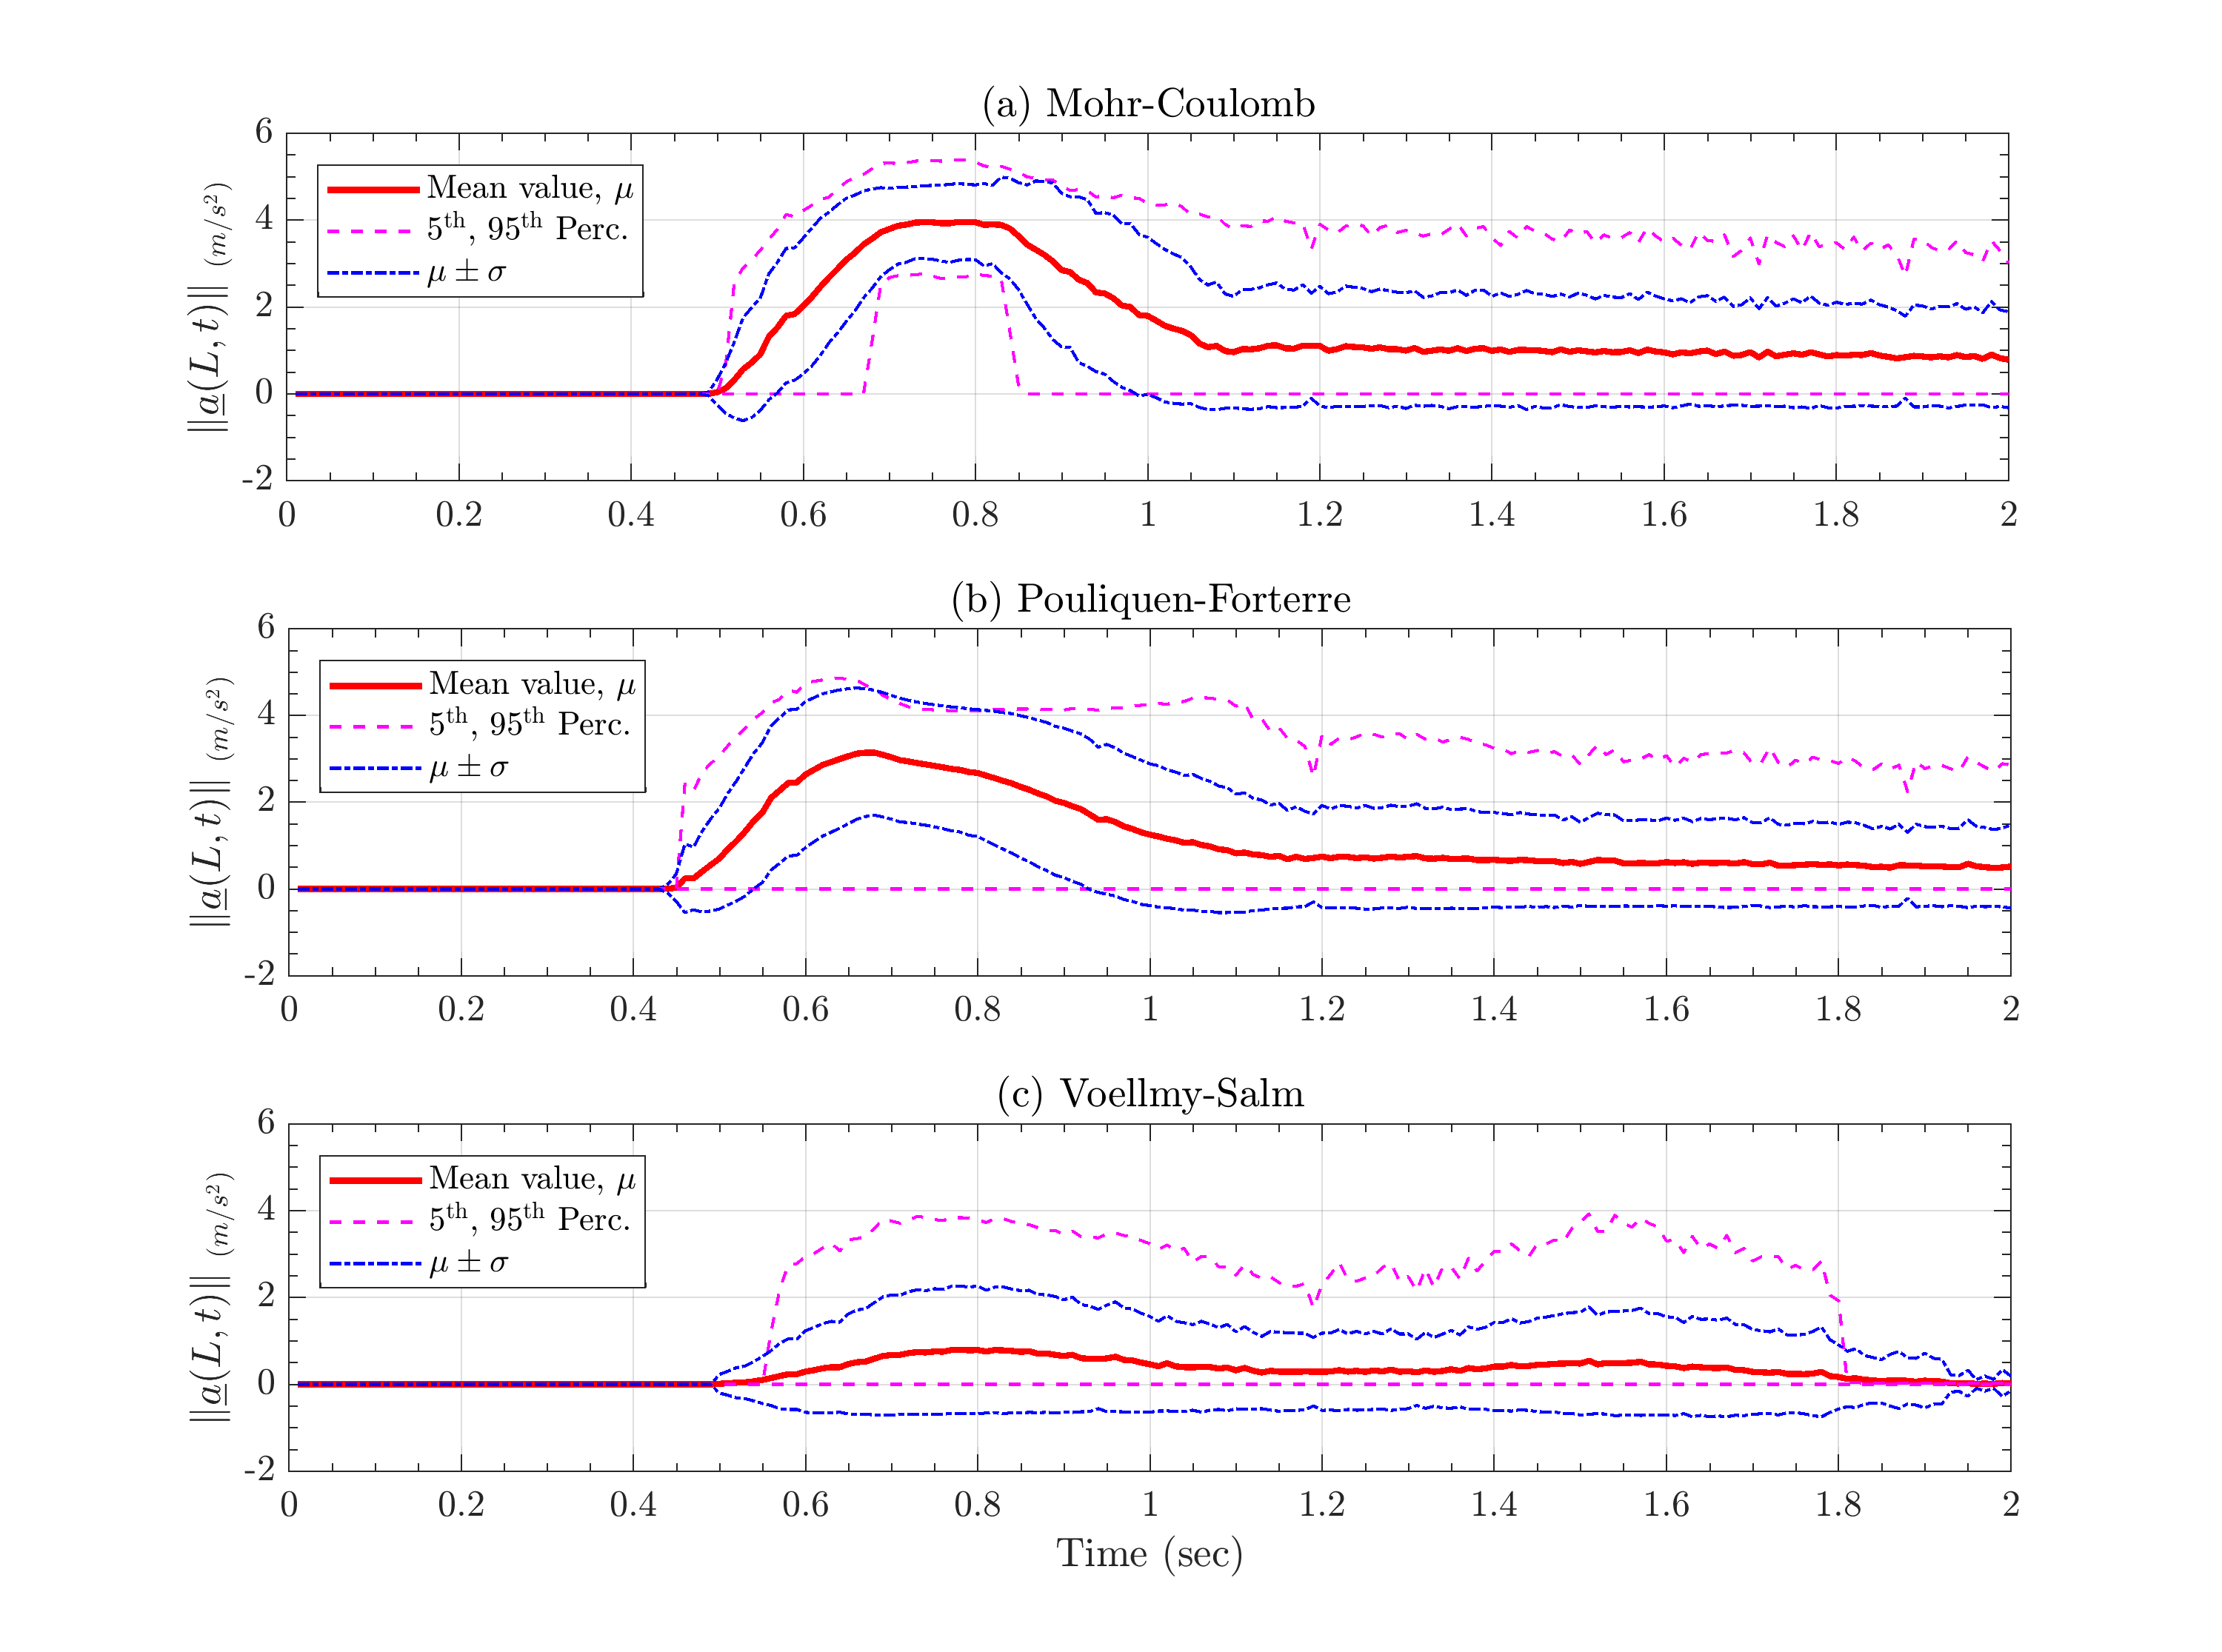 (a) Mohr-Coulomb
||a(L, t)|| (m/s²)
6
4
2
0
-2
Mean value, μ
5th, 95th Perc.
μ ± σ
0 0.2 0.4 0.6 0.8 1 1.2 1.4 1.6 1.8 2
(b) Pouliquen-Forterre
||a(L, t)|| (m/s²)
6
4
2
0
-2
Mean value, μ
5th, 95th Perc.
μ ± σ
0 0.2 0.4 0.6 0.8 1 1.2 1.4 1.6 1.8 2
(c) Voellmy-Salm
||a(L, t)|| (m/s²)
6
4
2
0
-2
Mean value, μ
5th, 95th Perc.
μ ± σ
0 0.2 0.4 0.6 0.8 1 1.2 1.4 1.6 1.8 2
Time (sec)